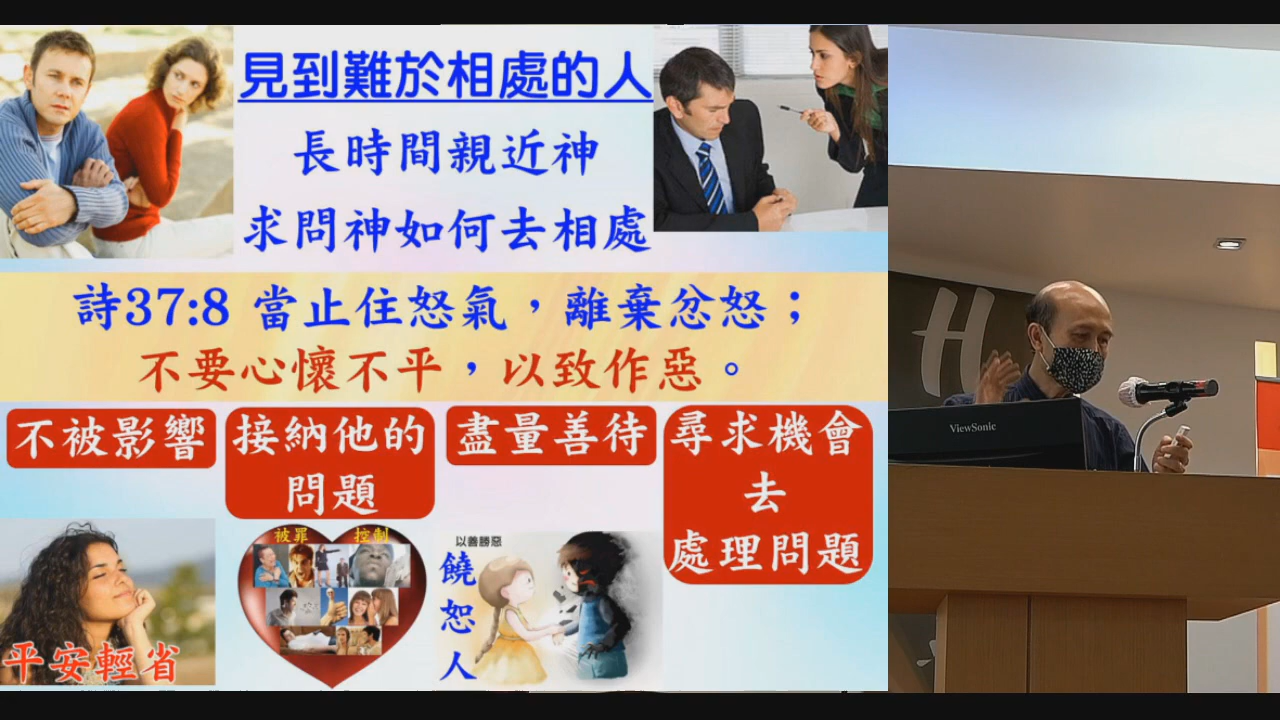 見到難於相處的人
長時間親近神
求問神如何去相處
詩37:8 當止住怒氣，離棄忿怒；
不要心懷不平，以致作惡。
不被影響
接納他的
問題
盡量善待
尋求機會
去
處理問題
平安輕省
被罪
控制
以善勝惡
饒
恕
人
H
ViewSonic